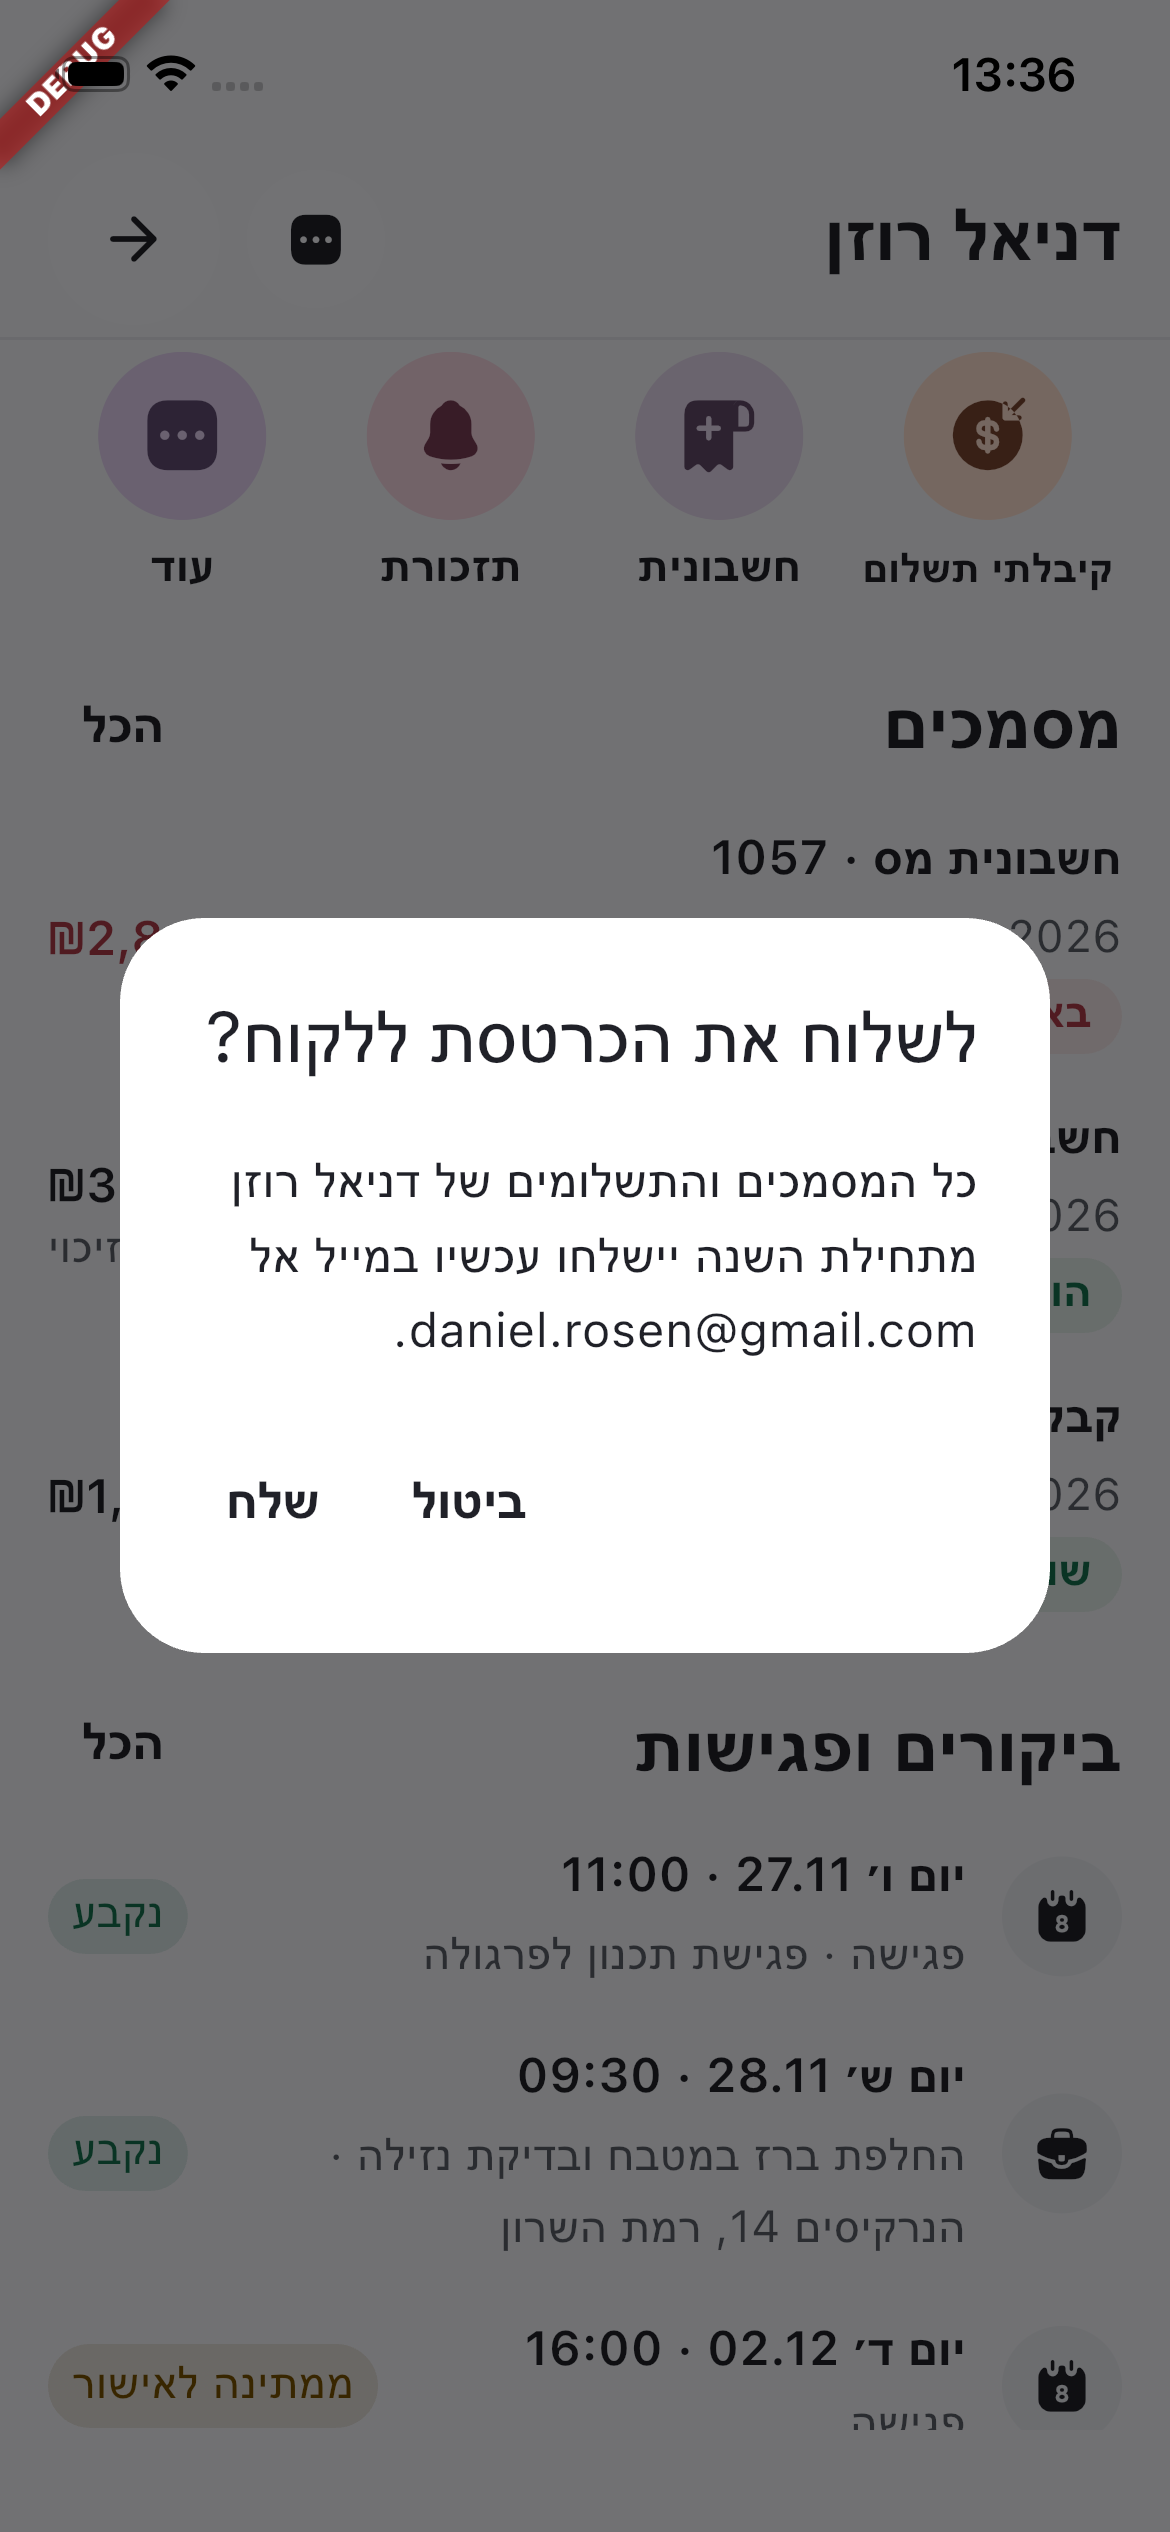 13:36
דניאל רוזן
קיבלתי תשלום
חשבונית
תזכורת
עוד
מסמכים
הכל
חשבונית מס · 1057
2026
לשלוח את הכרטסת ללקוח?
כל המסמכים והתשלומים של דניאל רוזן
מתחילת השנה יישלחו עכשיו במייל אל
daniel.rosen@gmail.com.
ביטול
שלח
ביקורים ופגישות
הכל
יום ו׳ 27.11 · 11:00
פגישה · פגישת תכנון לפרגולה
נקבע
יום ש׳ 28.11 · 09:30
החלפת ברז במטבח ובדיקת נזילה ·
הנרקיסים 14, רמת השרון
נקבע
יום ד׳ 02.12 · 16:00
פגישה
ממתינה לאישור